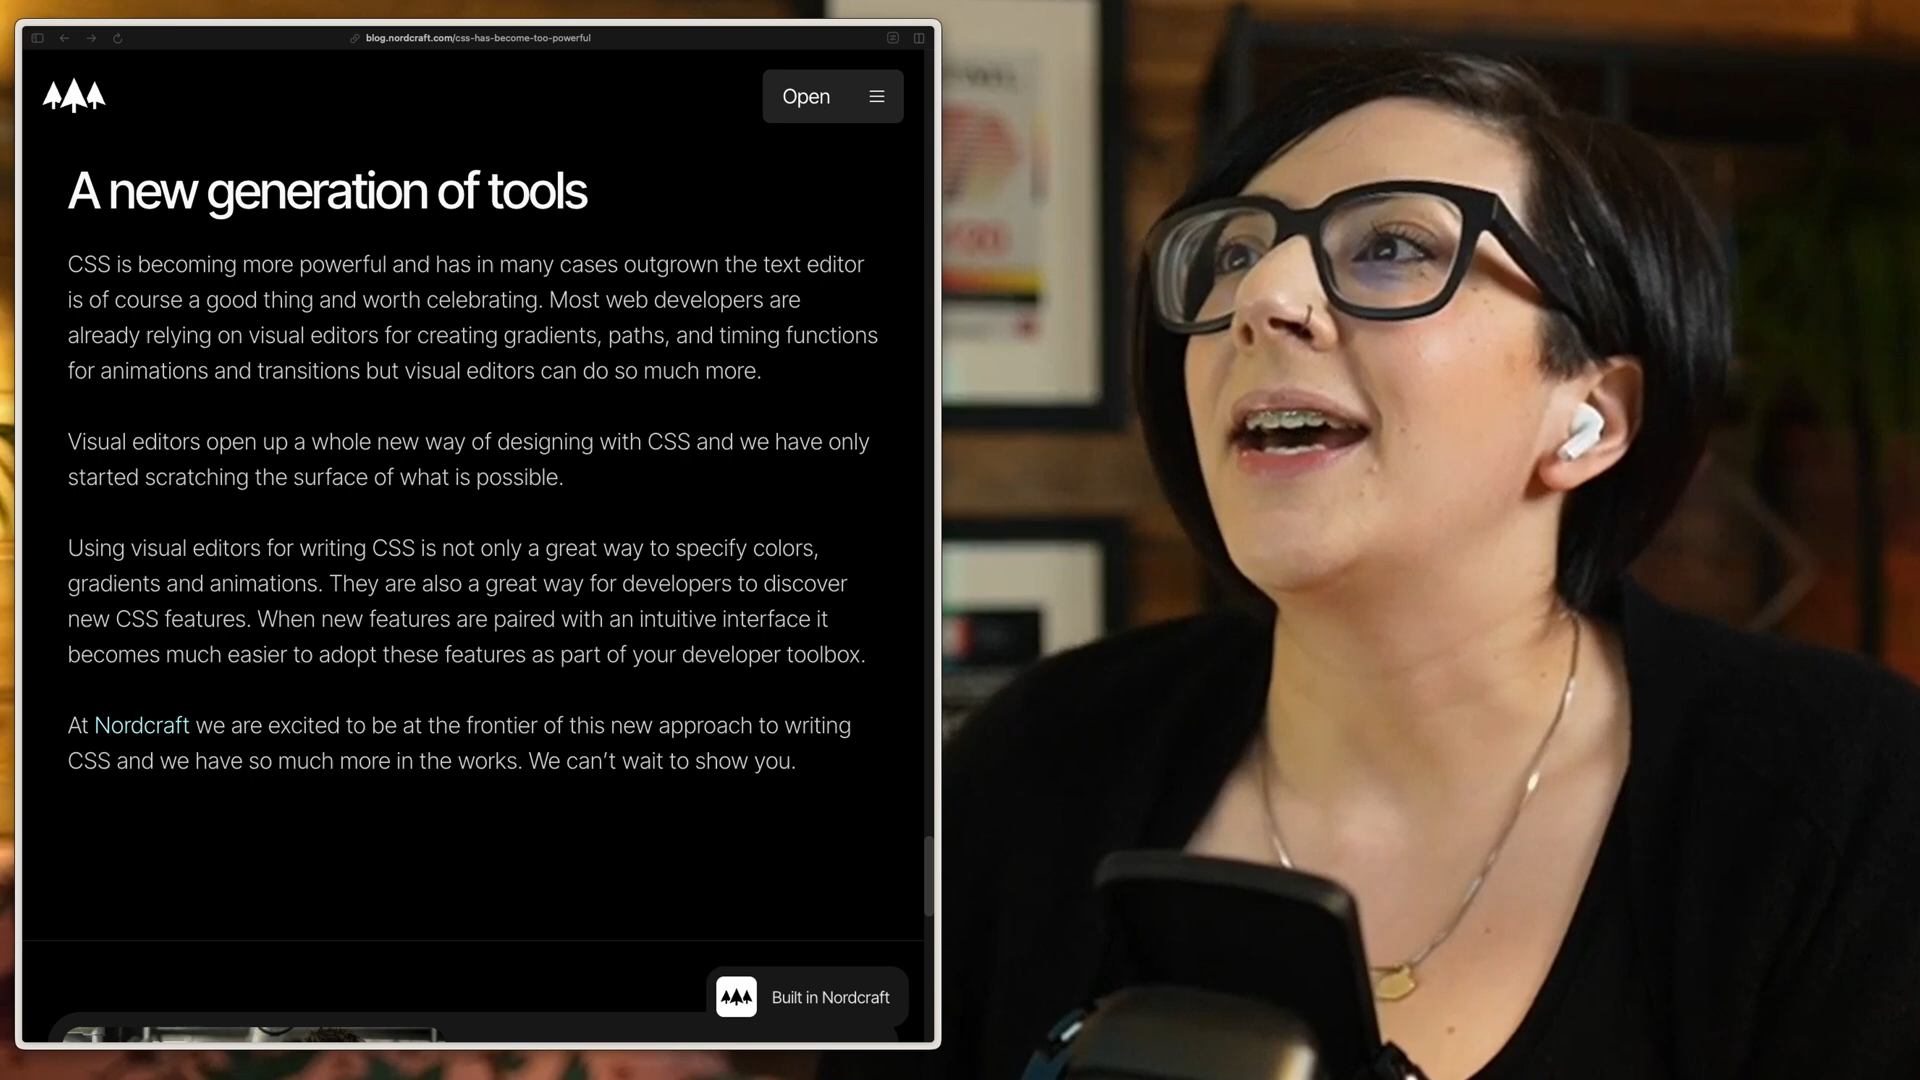 blog.nordcraft.com/css-has-become-too-powerful
Open
A new generation of tools
CSS is becoming more powerful and has in many cases outgrown the text editor
is of course a good thing and worth celebrating. Most web developers are
already relying on visual editors for creating gradients, paths, and timing functions
for animations and transitions but visual editors can do so much more.
Visual editors open up a whole new way of designing with CSS and we have only
started scratching the surface of what is possible.
Using visual editors for writing CSS is not only a great way to specify colors,
gradients and animations. They are also a great way for developers to discover
new CSS features. When new features are paired with an intuitive interface it
becomes much easier to adopt these features as part of your developer toolbox.
At Nordcraft we are excited to be at the frontier of this new approach to writing
CSS and we have so much more in the works. We can’t wait to show you.
Built in Nordcraft